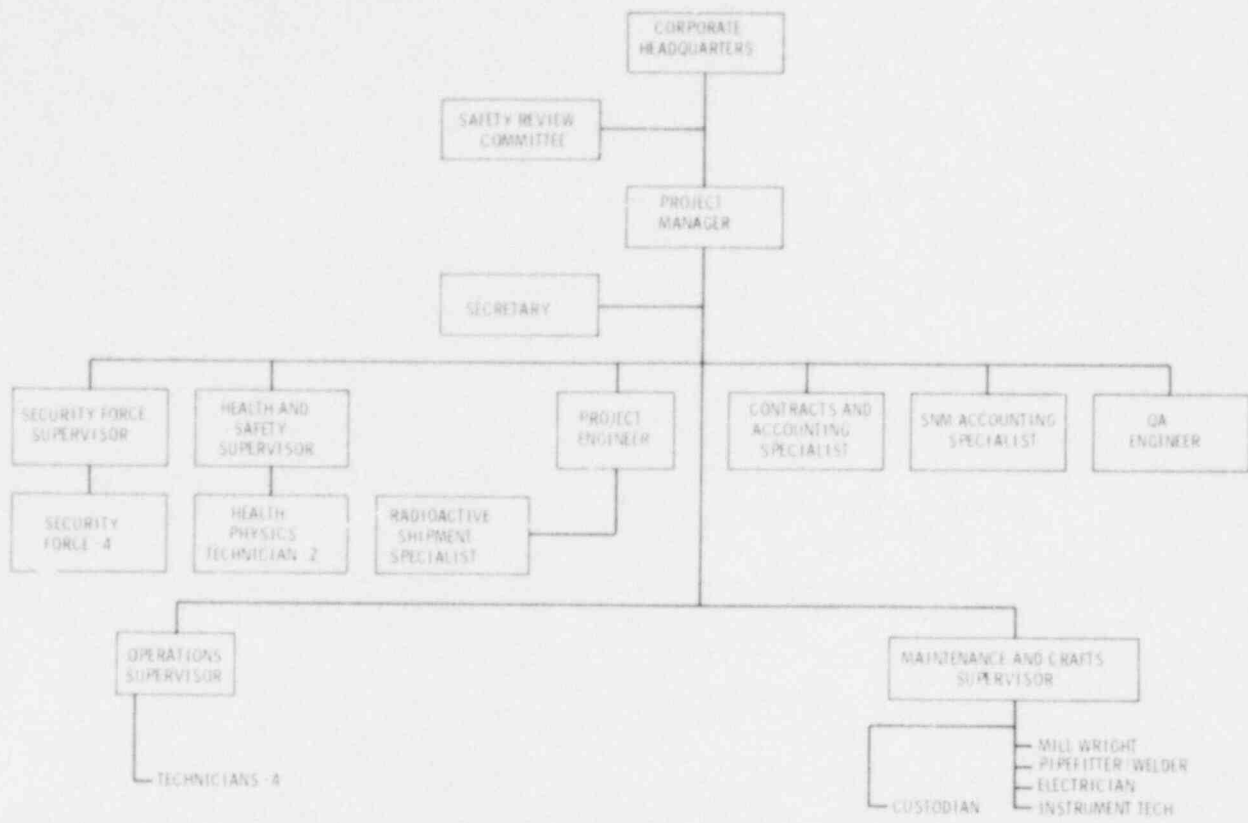 CORPORATE
HEADQUARTERS
SAFETY REVIEW
COMMITTEE
PROJECT
MANAGER
SECRETARY
SECURITY FORCE
SUPERVISOR
HEALTH AND
SAFETY
SUPERVISOR
PROJECT
ENGINEER
CONTRACTS AND
ACCOUNTING
SPECIALIST
SNM ACCOUNTING
SPECIALIST
QA
ENGINEER
SECURITY
FORCE -4
HEALTH
PHYSICS
TECHNICIAN -2
RADIOACTIVE
SHIPMENT
SPECIALIST
OPERATIONS
SUPERVISOR
TECHNICIANS -4
MAINTENANCE AND CRAFTS
SUPERVISOR
MILL WRIGHT
PIPEFITTER/WELDER
ELECTRICIAN
INSTRUMENT TECH
CUSTODIAN